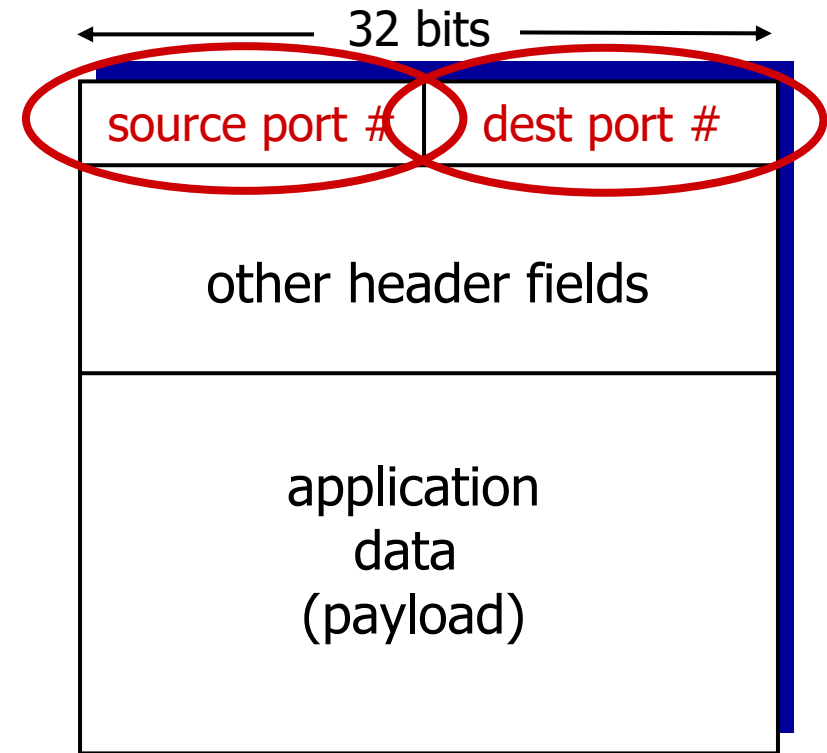 32 bits
source port # dest port #
other header fields
application
data
(payload)